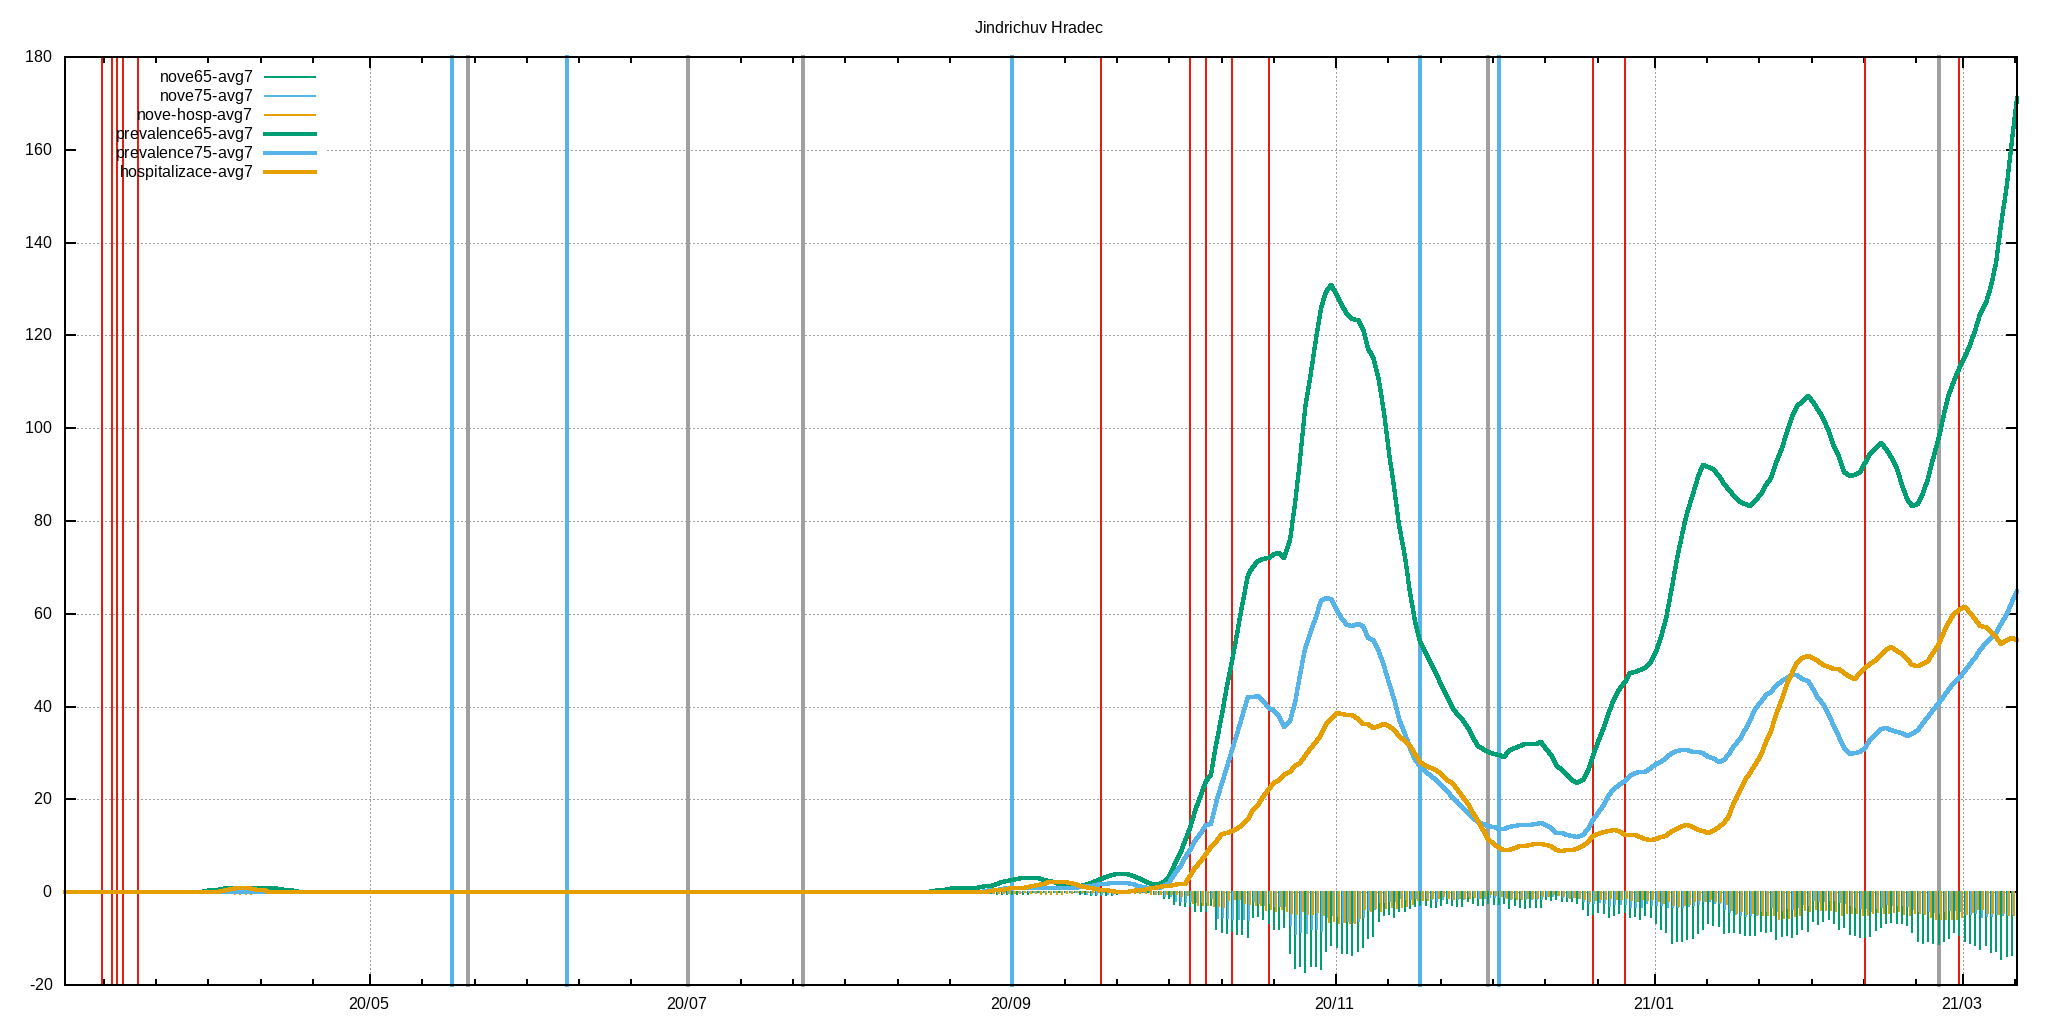 Jindrichuv Hradec
180
160
140
120
100
80
60
40
20
0
-20
nove65-avg7
nove75-avg7
nove-hosp-avg7
prevalence65-avg7
prevalence75-avg7
hospitalizace-avg7
20/05
20/07
20/09
20/11
21/01
21/03